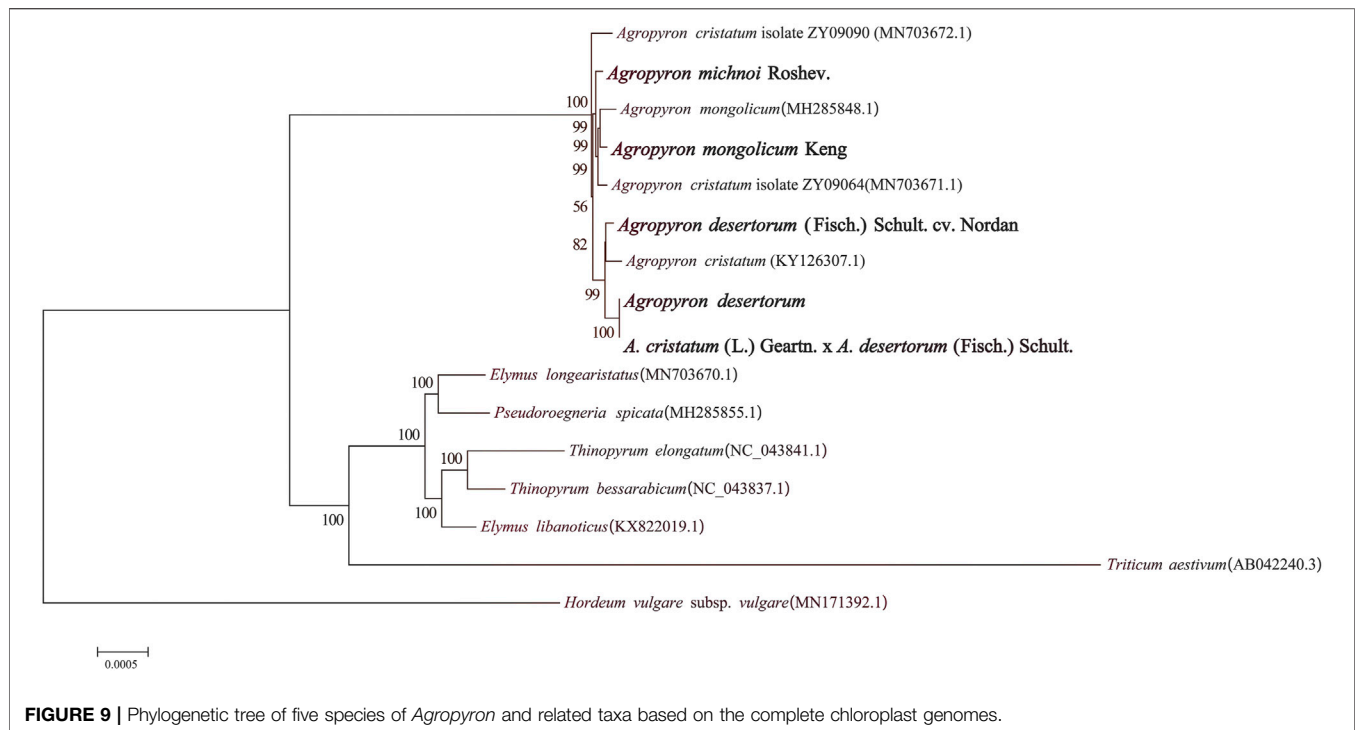 Agropyron cristatum isolate ZY09090 (MN703672.1)
Agropyron michnoi Roshev.
100
Agropyron mongolicum(MH285848.1)
99
99
Agropyron mongolicum Keng
99
Agropyron cristatum isolate ZY09064(MN703671.1)
56
Agropyron desertorum (Fisch.) Schult. cv. Nordan
82
Agropyron cristatum (KY126307.1)
99
Agropyron desertorum
100
A. cristatum (L.) Geartn. x A. desertorum (Fisch.) Schult.
Elymus longearistatus(MN703670.1)
100
Pseudoroegneria spicata(MH285855.1)
100
Thinopyrum elongatum(NC_043841.1)
100
Thinopyrum bessarabicum(NC_043837.1)
100
100
Elymus libanoticus(KX822019.1)
Triticum aestivum(AB042240.3)
Hordeum vulgare subsp. vulgare(MN171392.1)
0.0005
FIGURE 9 | Phylogenetic tree of five species of Agropyron and related taxa based on the complete chloroplast genomes.